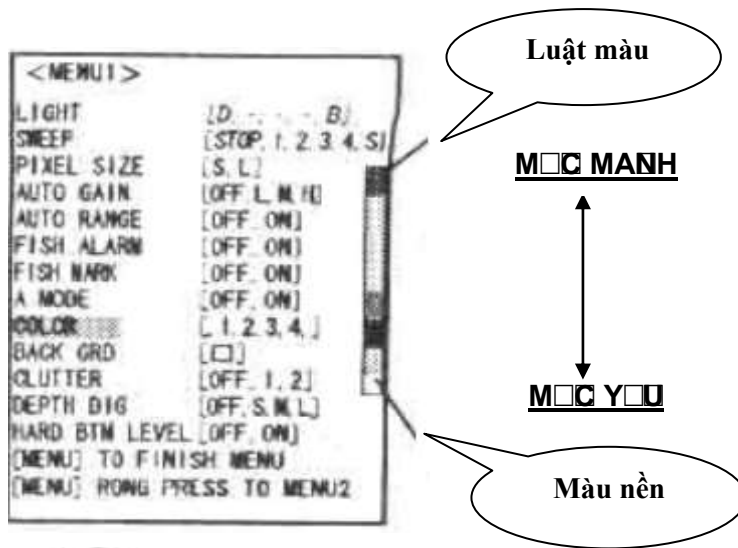 <MENU1>
LIGHT [D, -, -, -, B]
SWEEP [STOP, 1, 2, 3, 4, S]
PIXEL SIZE [S, L]
AUTO GAIN [OFF, L, M, H]
AUTO RANGE [OFF, ON]
FISH ALARM [OFF, ON]
FISH MARK [OFF, ON]
A MODE [OFF, ON]
COLOR [, 1, 2, 3, 4, ]
BACK GRD [□]
CLUTTER [OFF, 1, 2]
DEPTH DIG [OFF, S, M, L]
HARD BTM LEVEL [OFF, ON]
[MENU] TO FINISH MENU
[MENU] RONG PRESS TO MENU2
Luật màu
M□C MANH
M□C Y□U
Màu nền